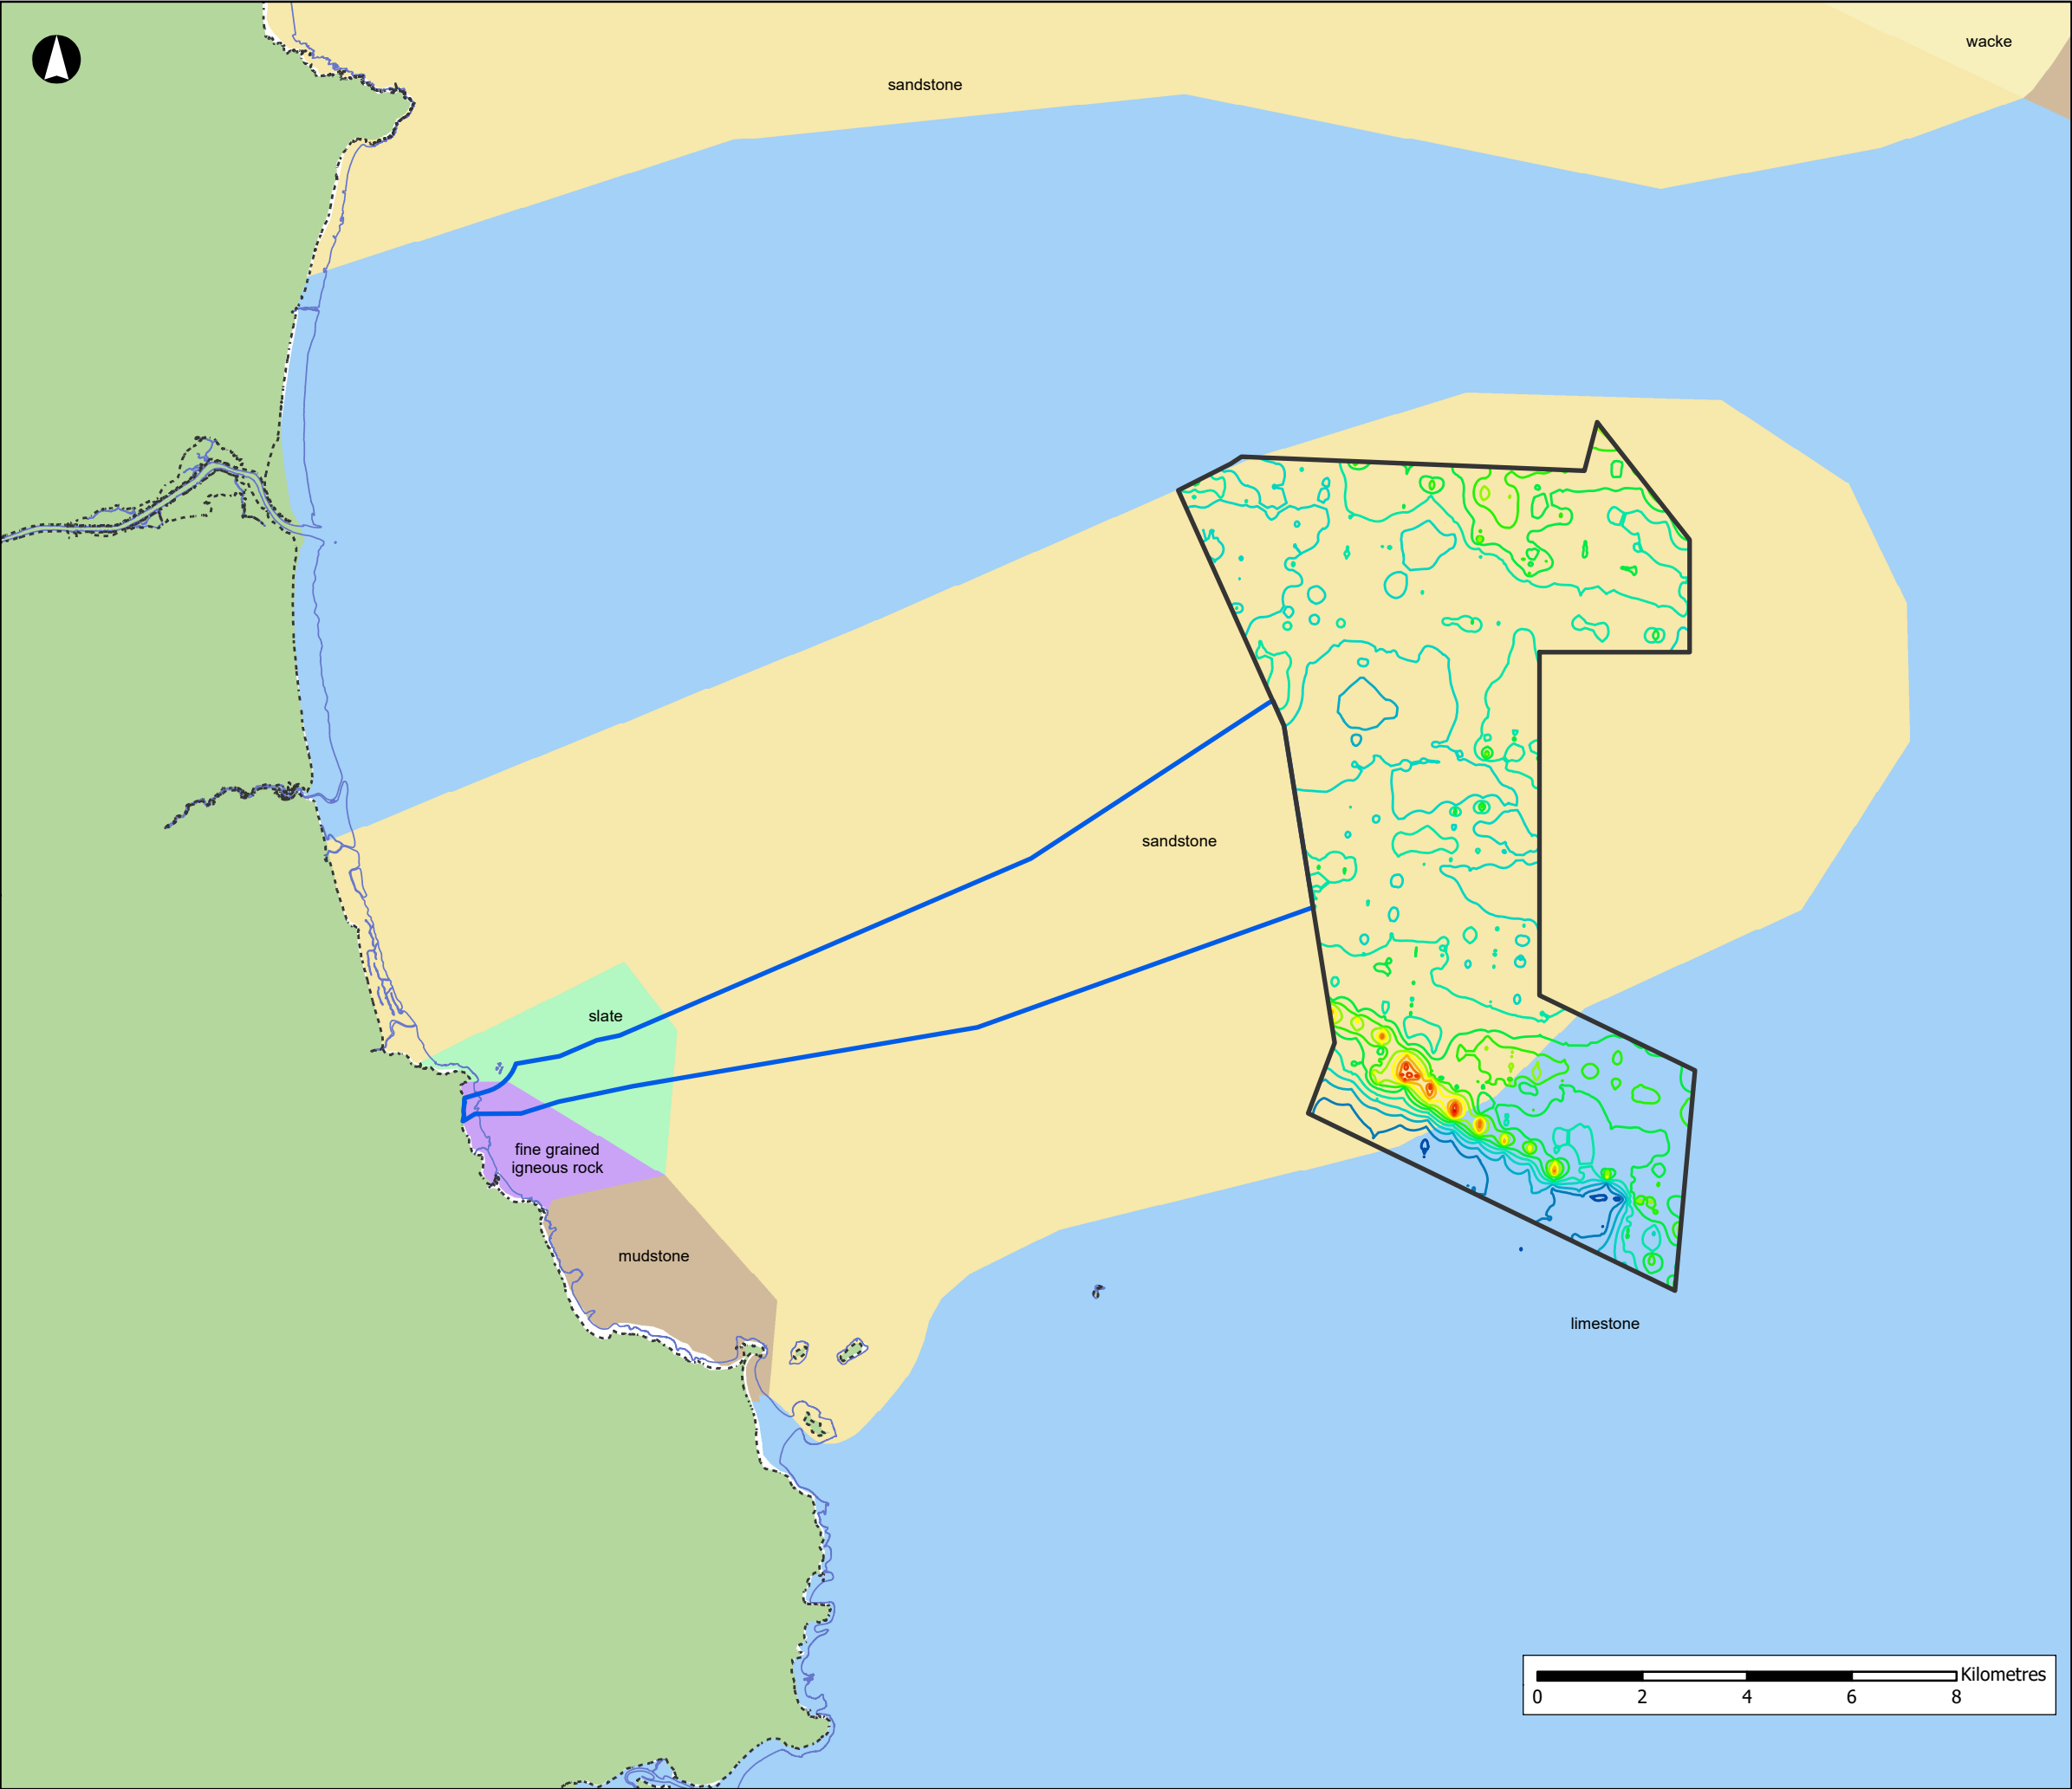 wacke
sandstone
sandstone
slate
fine grained
igneous rock
mudstone
limestone
Kilometres
0 2 4 6 8